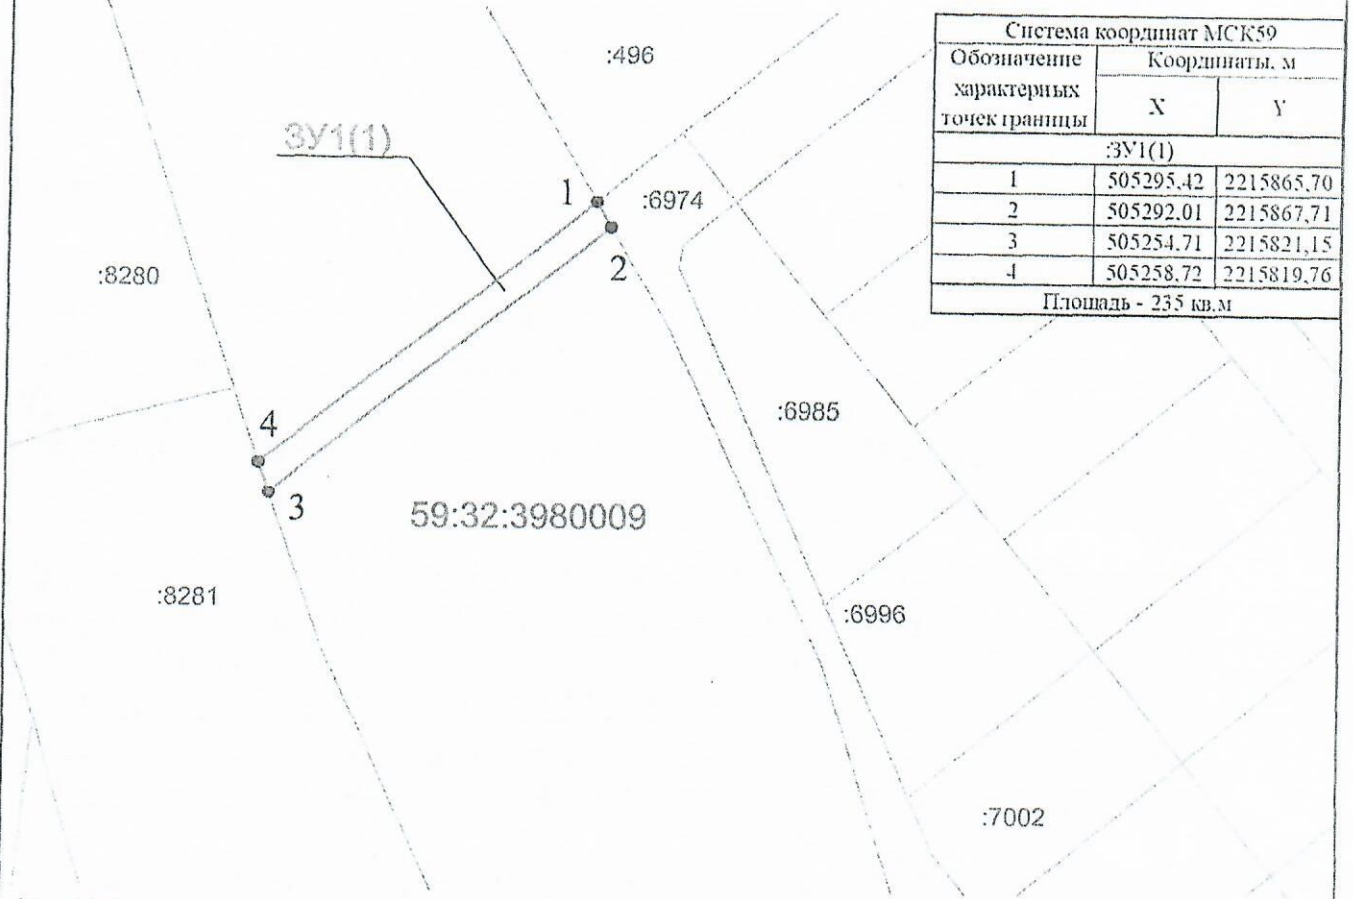 Система координат МСК59
Обозначение характерных точек границы
Координаты, м
X Y
:ЗУ1(1)
1 505295,42 2215865,70
2 505292,01 2215867,71
3 505254,71 2215821,15
4 505258,72 2215819,76
Площадь - 235 кв.м
:496
ЗУ1(1)
1
:6974
2
:8280
:6985
4
3
59:32:3980009
:8281
:6996
:7002